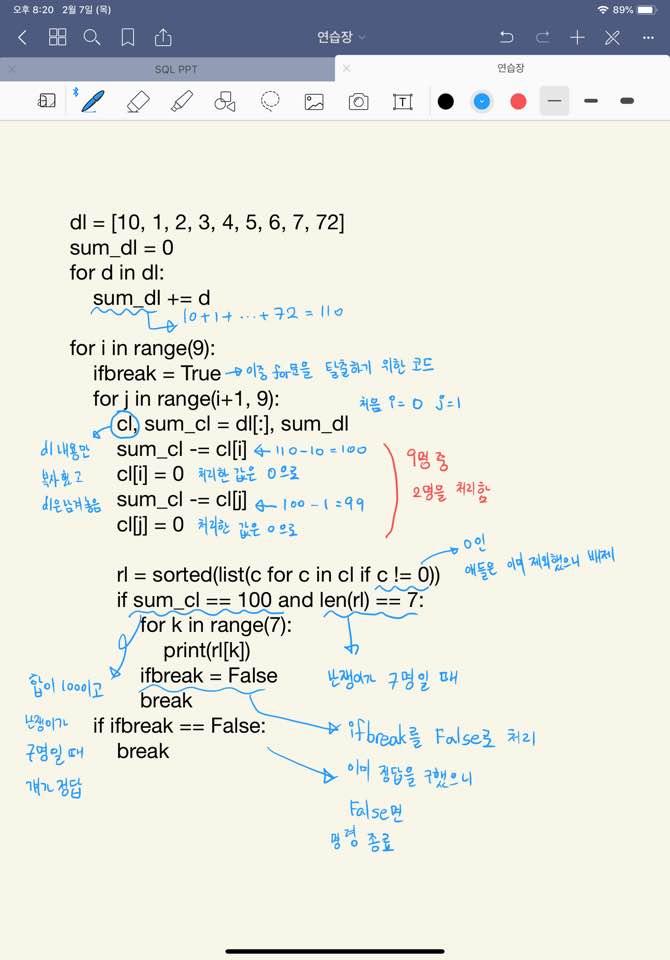 오후 8:20 2월 7일 (목)
89%
연습장
SQL PPT
연습장
T
dl = [10, 1, 2, 3, 4, 5, 6, 7, 72]
sum_dl = 0
for d in dl:
sum_dl += d
10+1+ ... +72 = 110
for i in range(9):
ifbreak = True
이중 for문을 탈출하기 위한 코드
for j in range(i+1, 9):
처음 i=0 j=1
cl, sum_cl = dl[:], sum_dl
dl 내용만
복사하고
dl은 남겨놓음
sum_cl -= cl[i]
110-10=100
cl[i] = 0
처리한 값은 0으로
sum_cl -= cl[j]
100-1=99
cl[j] = 0
처리한 값은 0으로
9명 중
2명을 처리함
0인
애들은 이미 제외했으니 배제
rl = sorted(list(c for c in cl if c != 0))
if sum_cl == 100 and len(rl) == 7:
for k in range(7):
print(rl[k])
ifbreak = False
break
난쟁이가 7명일 때
합이 100이고
난쟁이가
7명일 때
걔가 정답
if ifbreak == False:
break
ifbreak를 False로 처리
이미 정답을 구했으니
False면
명령 종료